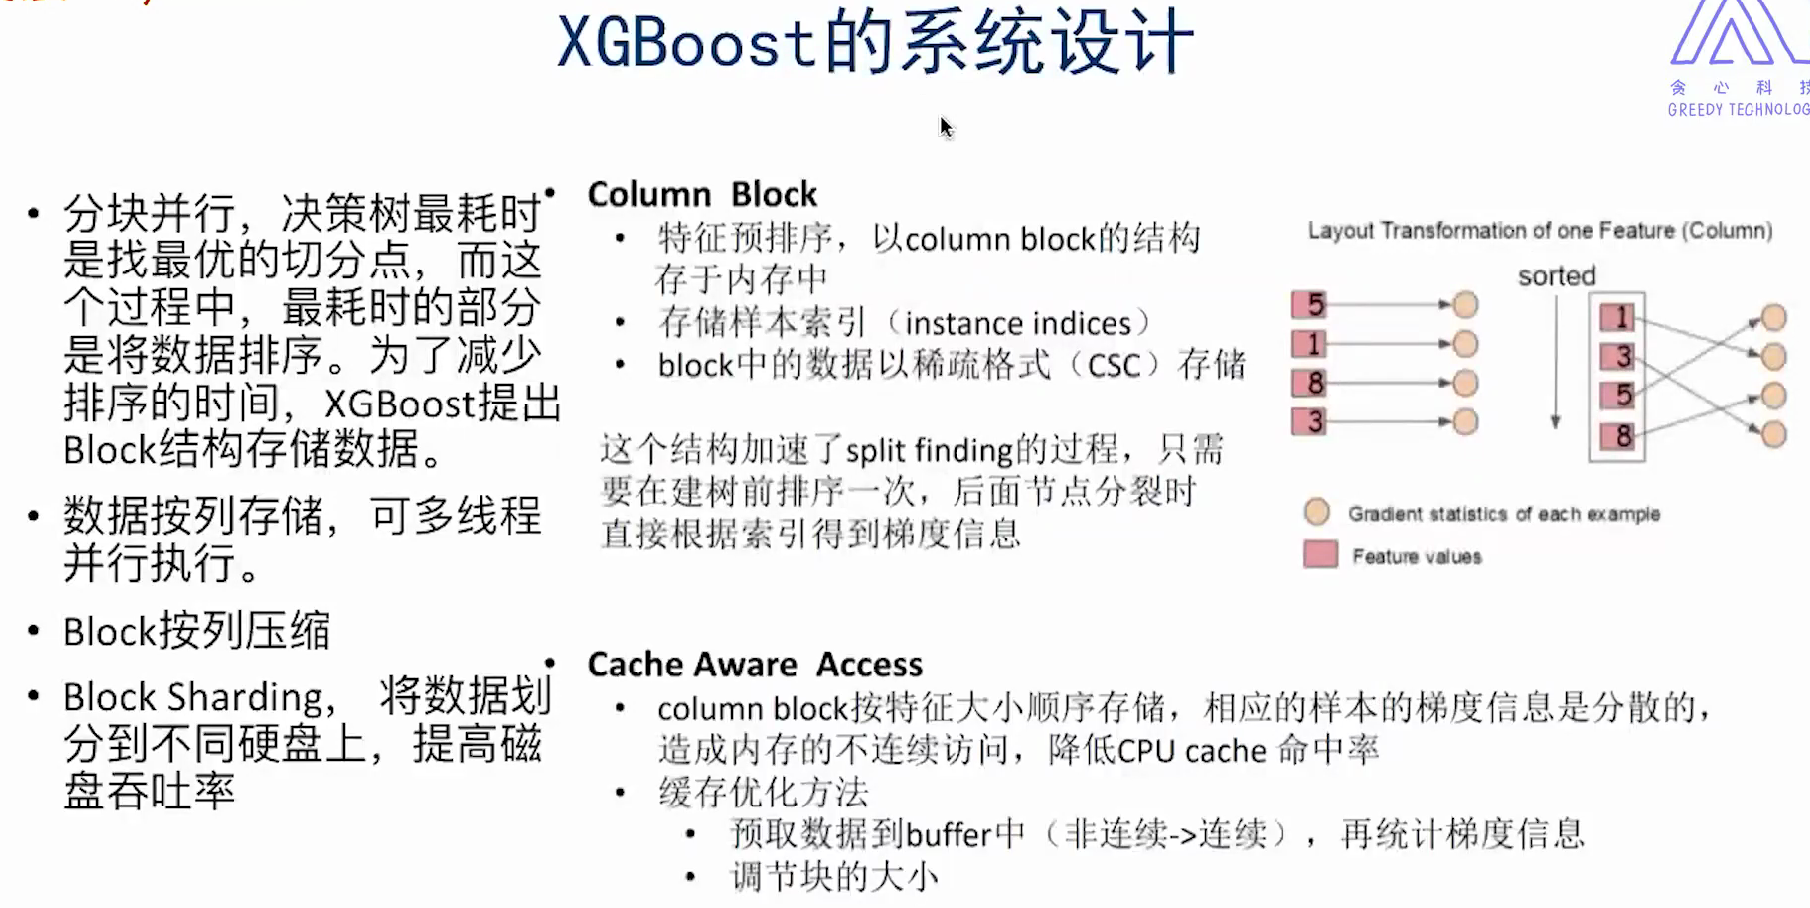 XGBoost的系统设计
贪心科技
GREEDY TECHNOLOG
• 分块并行，决策树最耗时
是找最优的切分点，而这
个过程中，最耗时的部分
是将数据排序。为了减少
排序的时间，XGBoost提出
Block结构存储数据。
• 数据按列存储，可多线程
并行执行。
• Block按列压缩
• Block Sharding， 将数据划
分到不同硬盘上，提高磁
盘吞吐率
• Column Block
• 特征预排序，以column block的结构
存于内存中
• 存储样本索引（instance indices）
• block中的数据以稀疏格式（CSC）存储
这个结构加速了split finding的过程，只需
要在建树前排序一次，后面节点分裂时
直接根据索引得到梯度信息
Layout Transformation of one Feature (Column)
sorted
5
1
8
3
1
3
5
8
Gradient statistics of each example
Feature values
• Cache Aware Access
• column block按特征大小顺序存储，相应的样本的梯度信息是分散的，
造成内存的不连续访问，降低CPU cache 命中率
• 缓存优化方法
• 预取数据到buffer中（非连续->连续），再统计梯度信息
• 调节块的大小